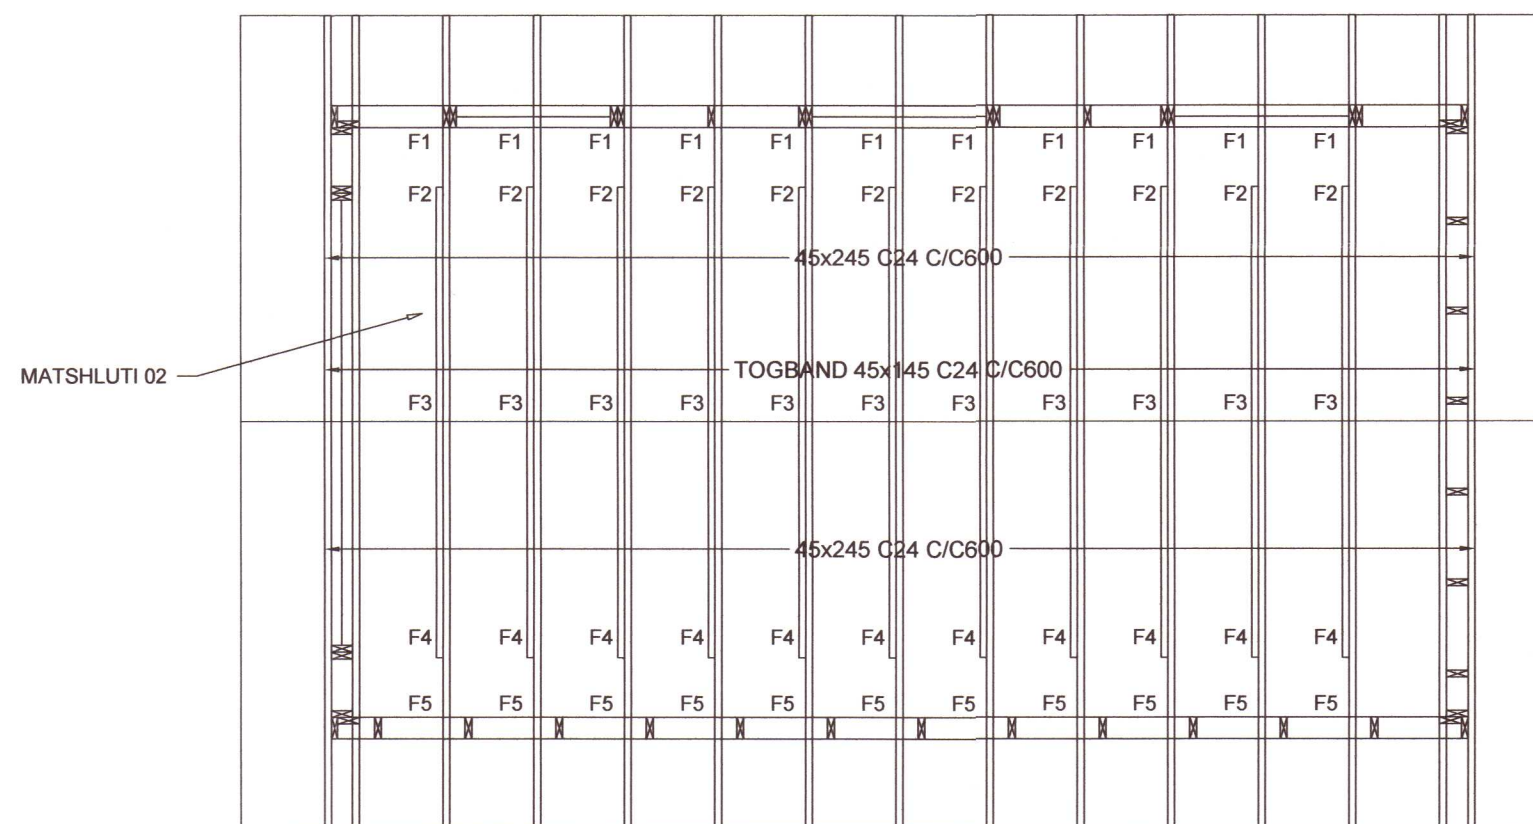 F1 F1 F1 F1 F1 F1 F1 F1 F1 F1 F1
F2 F2 F2 F2 F2 F2 F2 F2 F2 F2 F2
45x245 C24 C/C600
TOGBAND 45x145 C24 C/C600
MATSHLUTI 02
F3 F3 F3 F3 F3 F3 F3 F3 F3 F3 F3
45x245 C24 C/C600
F4 F4 F4 F4 F4 F4 F4 F4 F4 F4 F4
F5 F5 F5 F5 F5 F5 F5 F5 F5 F5 F5